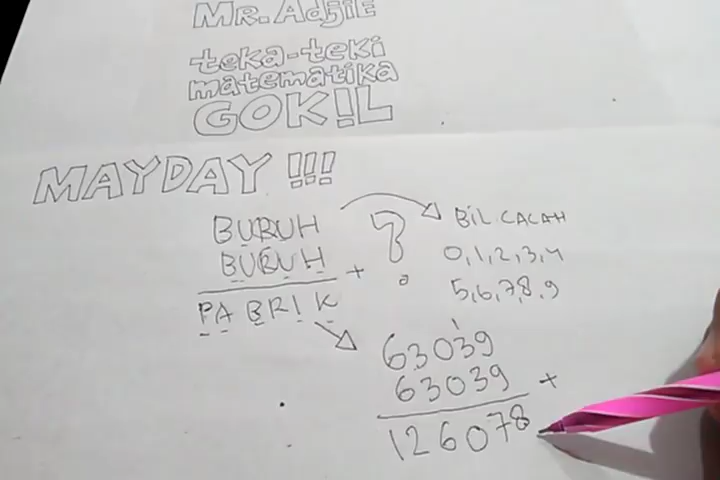 Mr. Adjie
teka-teki
matematika
GOK!L
MAYDAY !!!
BURUH
BURUH +
PABRIK
?
BIL CACAH
0,1,2,3,4
5,6,7,8,9
1
63039
63039 +
126078